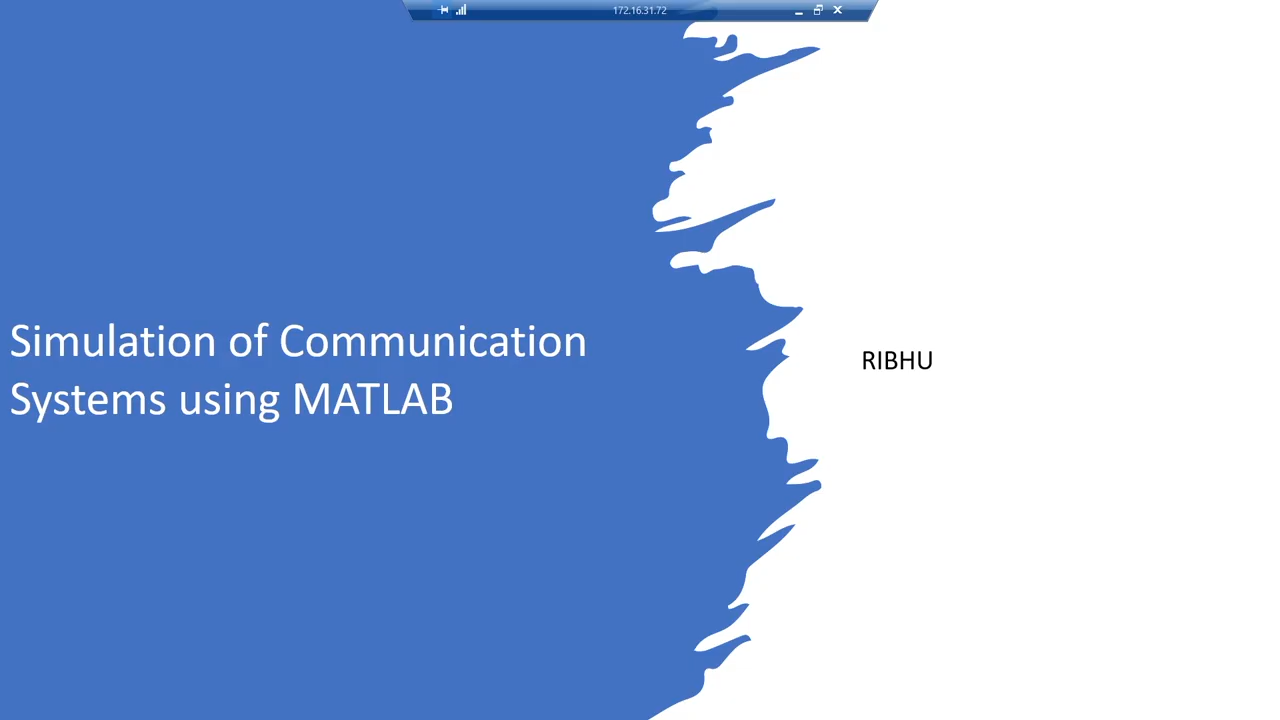 172.16.31.72
Simulation of Communication
Systems using MATLAB
RIBHU